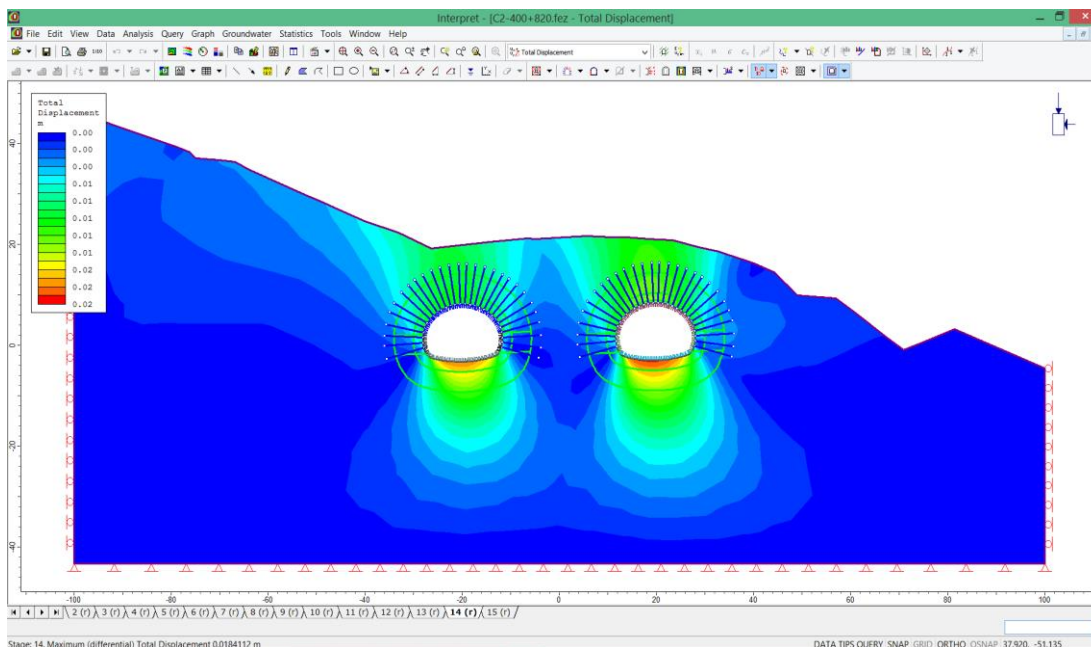 Interpret - [C2-400+820.fez - Total Displacement]
File Edit View Data Analysis Query Graph Groundwater Statistics Tools Window Help
Total Displacement
Total
Displacement
m
0.00
0.00
0.00
0.01
0.01
0.01
0.01
0.02
0.02
40
20
0
-20
-40
-100 -80 -60 -40 -20 0 20 40 60 80 100
2 (r) 3 (r) 4 (r) 5 (r) 6 (r) 7 (r) 8 (r) 9 (r) 10 (r) 11 (r) 12 (r) 13 (r) 14 (r) 15 (r)
Stage: 14, Maximum (differential) Total Displacement 0.0184112 m
DATA TIPS QUERY SNAP GRID ORTHO OSNAP 37.920, -51.135